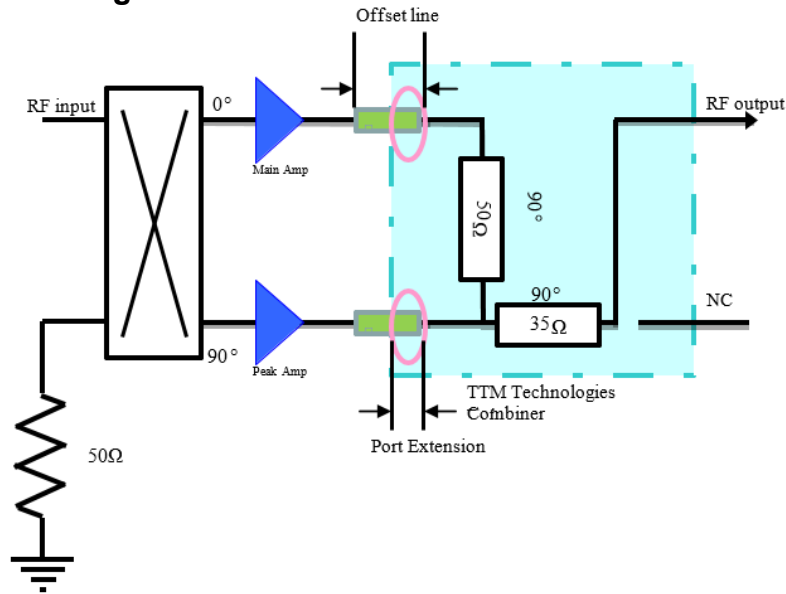 Offset line
RF input
0°
RF output
Main Amp
50Ω
90°
90°
35Ω
NC
90°
Peak Amp
TTM Technologies
Combiner
Port Extension
50Ω